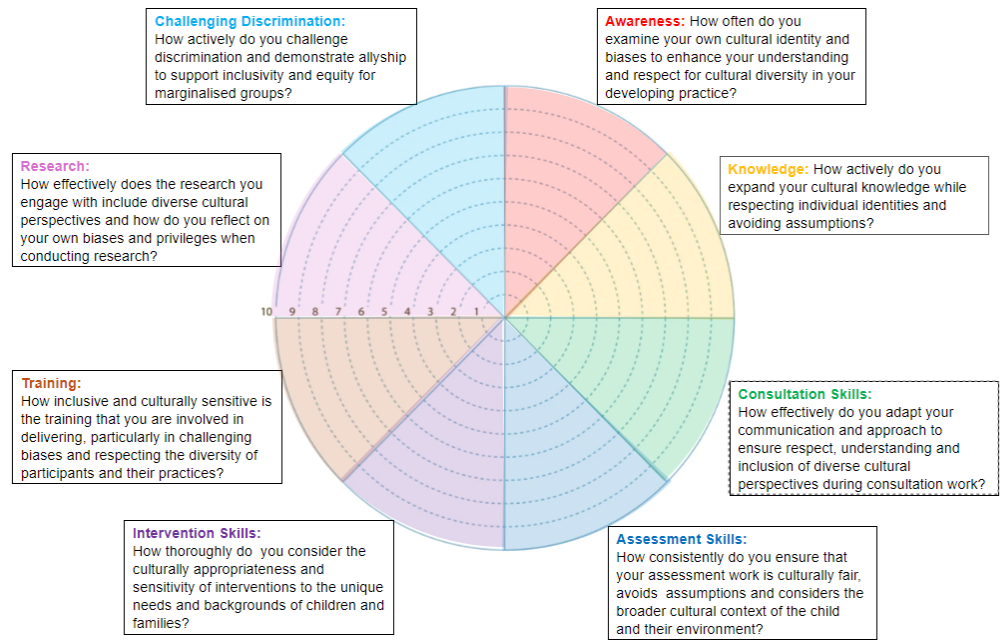 Challenging Discrimination:
How actively do you challenge
discrimination and demonstrate allyship
to support inclusivity and equity for
marginalised groups?
Awareness: How often do you
examine your own cultural identity and
biases to enhance your understanding
and respect for cultural diversity in your
developing practice?
Research:
How effectively does the research you
engage with include diverse cultural
perspectives and how do you reflect on
your own biases and privileges when
conducting research?
Knowledge: How actively do you
expand your cultural knowledge while
respecting individual identities and
avoiding assumptions?
10 9 8 7 6 5 4 3 2 1
Training:
How inclusive and culturally sensitive is
the training that you are involved in
delivering, particularly in challenging
biases and respecting the diversity of
participants and their practices?
Consultation Skills:
How effectively do you adapt your
communication and approach to
ensure respect, understanding and
inclusion of diverse cultural
perspectives during consultation work?
Intervention Skills:
How thoroughly do  you consider the
culturally appropriateness and
sensitivity of interventions to the unique
needs and backgrounds of children and
families?
Assessment Skills:
How consistently do you ensure that
your assessment work is culturally fair,
avoids  assumptions and considers the
broader cultural context of the child
and their environment?